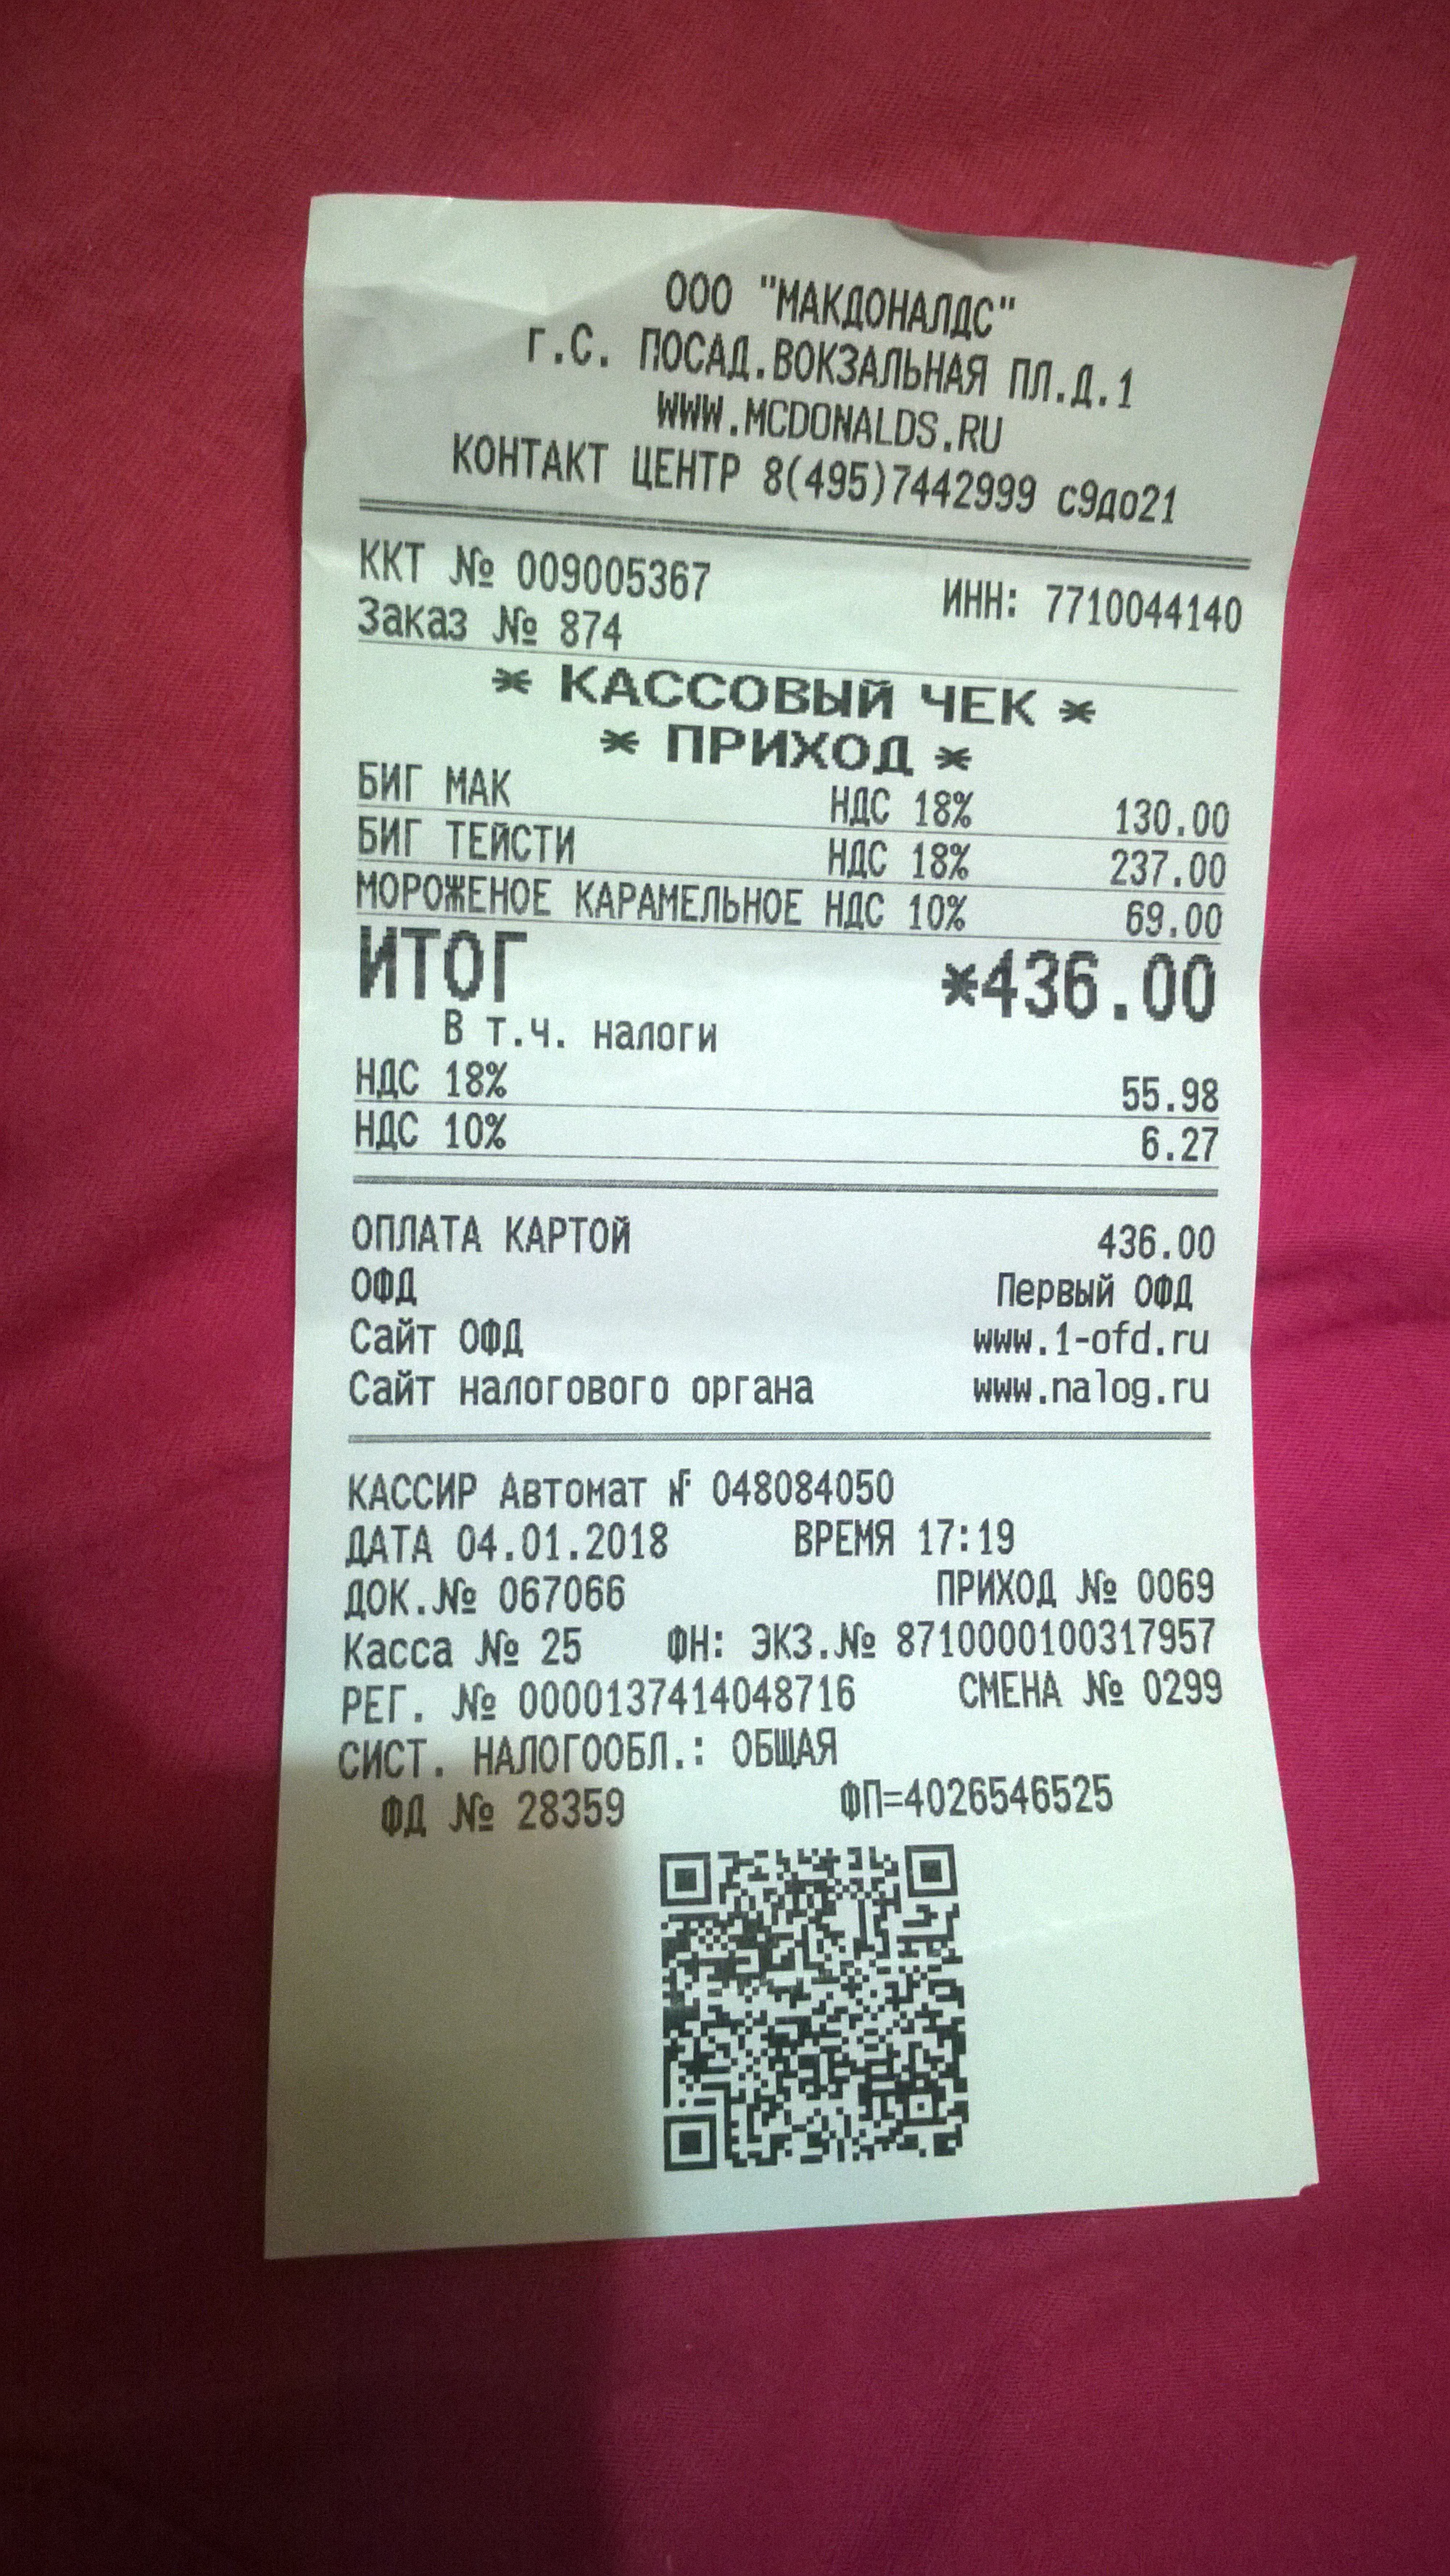 ООО "МАКДОНАЛДС"
г.С. ПОСАД.ВОКЗАЛЬНАЯ ПЛ.Д.1
WWW.MCDONALDS.RU
КОНТАКТ ЦЕНТР 8(495)7442999 с9до21
ККТ № 009005367 ИНН: 7710044140
Заказ № 874
* КАССОВЫЙ ЧЕК *
* ПРИХОД *
БИГ МАК НДС 18% 130.00
БИГ ТЕЙСТИ НДС 18% 237.00
МОРОЖЕНОЕ КАРАМЕЛЬНОЕ НДС 10% 69.00
ИТОГ *436.00
В т.ч. налоги
НДС 18% 55.98
НДС 10% 6.27
ОПЛАТА КАРТОЙ 436.00
ОФД Первый ОФД
Сайт ОФД www.1-ofd.ru
Сайт налогового органа www.nalog.ru
КАССИР Автомат № 048084050
ДАТА 04.01.2018 ВРЕМЯ 17:19
ДОК.№ 067066 ПРИХОД № 0069
Касса № 25 ФН: ЭКЗ.№ 8710000100317957
РЕГ. № 0000137414048716 СМЕНА № 0299
СИСТ. НАЛОГООБЛ.: ОБЩАЯ
ФД № 28359 ФП=4026546525